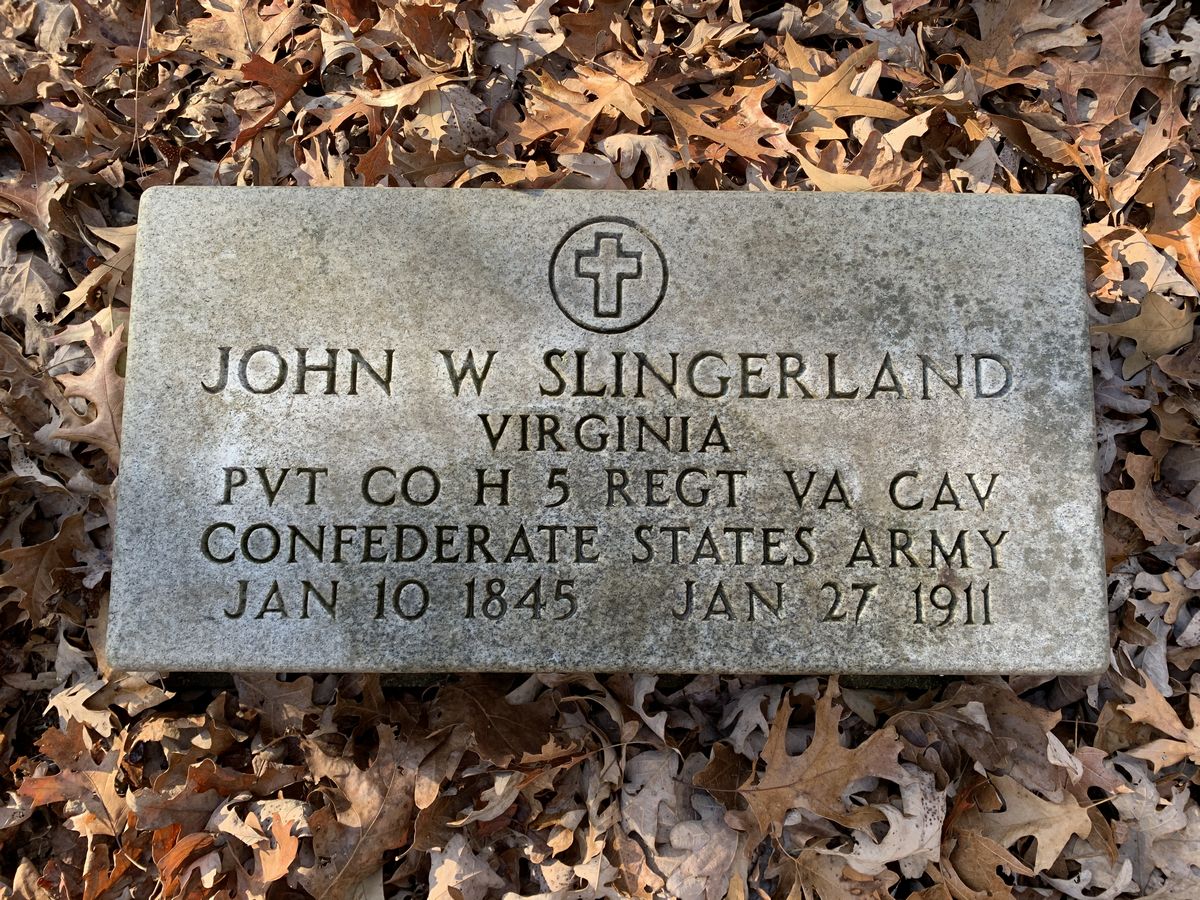 JOHN W SLINGERLAND
VIRGINIA
PVT CO H 5 REGT VA CAV
CONFEDERATE STATES ARMY
JAN 10 1845 JAN 27 1911